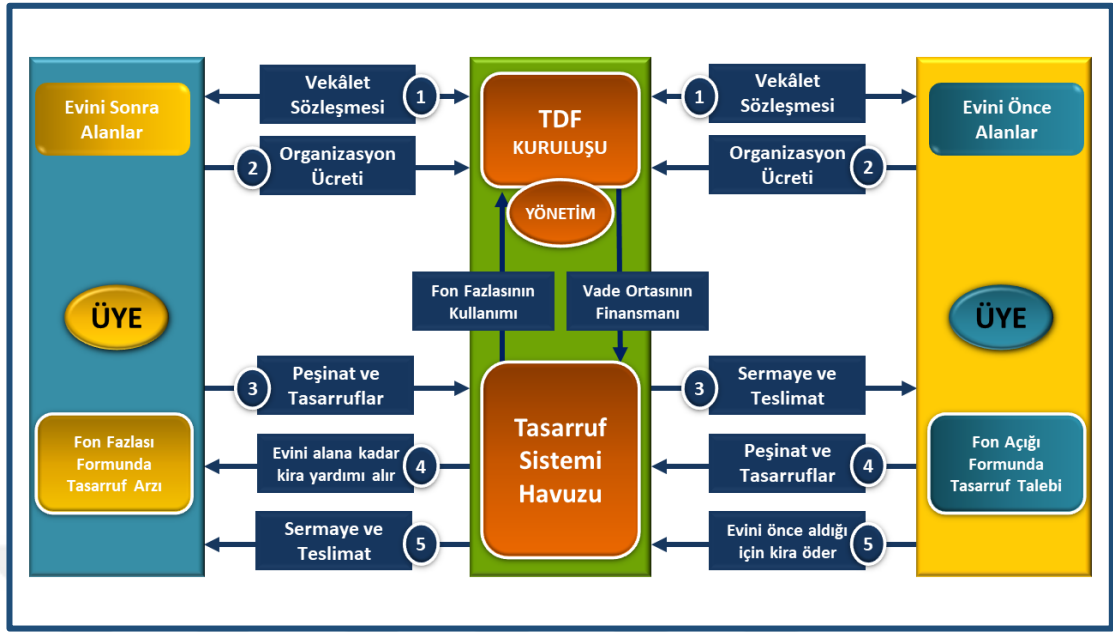 Evini Sonra
Alanlar
ÜYE
Fon Fazlası
Formunda
Tasarruf Arzı
Vekâlet
Sözleşmesi
1
2
Organizasyon
Ücreti
3
Peşinat ve
Tasarruflar
Evini alana kadar
kira yardımı alır
4
Sermaye ve
Teslimat
5
TDF
KURULUŞU
YÖNETİM
Fon Fazlasının
Kullanımı
Vade Ortasının
Finansmanı
Tasarruf
Sistemi
Havuzu
1
Vekâlet
Sözleşmesi
Organizasyon
Ücreti
2
3
Sermaye ve
Teslimat
Peşinat ve
Tasarruflar
4
Evini önce aldığı
için kira öder
5
Evini Önce
Alanlar
ÜYE
Fon Açığı
Formunda
Tasarruf Talebi